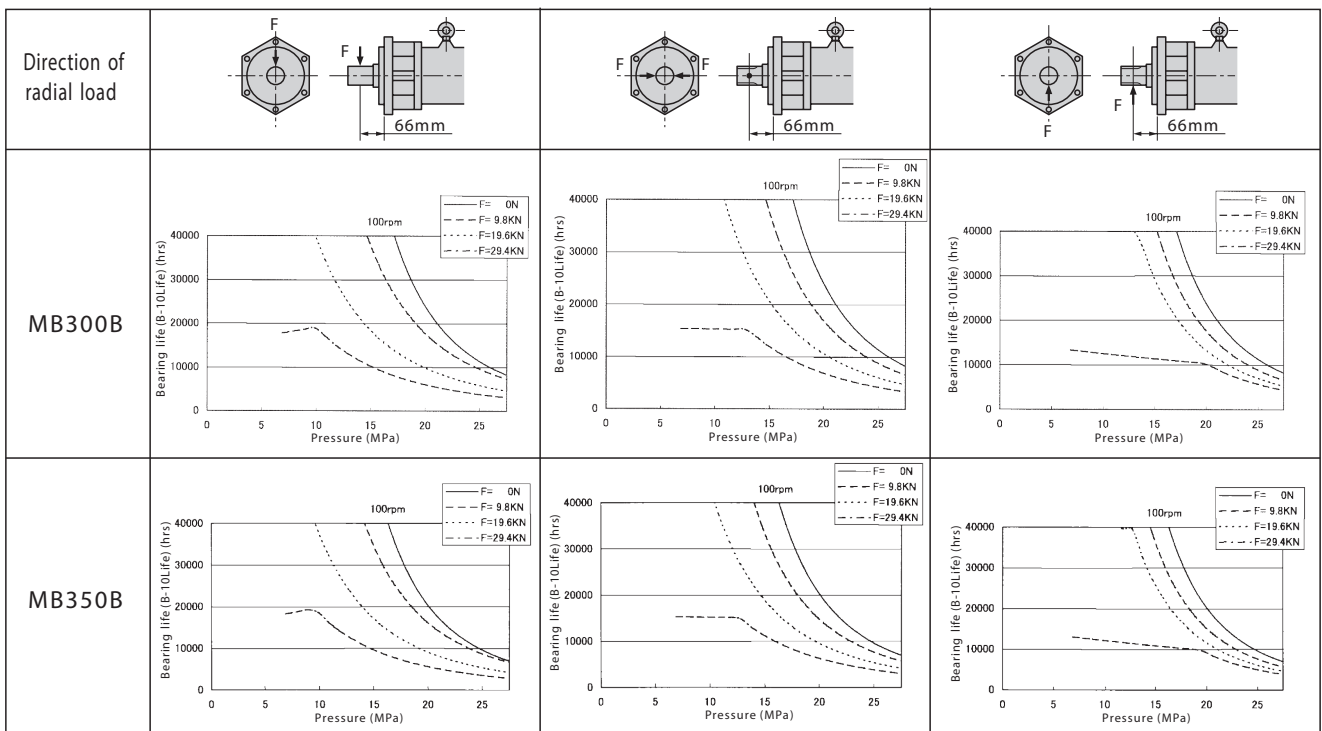 Direction of
radial load
F
F
66mm
F
F
66mm
F
F
66mm
MB300B
100rpm
F= 0N
F= 9.8KN
F=19.6KN
F=29.4KN
Bearing life (B-10Life) (hrs)
40000
30000
20000
10000
0
0 5 10 15 20 25
Pressure (MPa)
100rpm
F= 0N
F= 9.8KN
F=19.6KN
F=29.4KN
Bearing life (B-10Life) (hrs)
40000
30000
20000
10000
0
0 5 10 15 20 25
Pressure (MPa)
100rpm
F= 0N
F= 9.8KN
F=19.6KN
F=29.4KN
Bearing life (B-10Life) (hrs)
40000
30000
20000
10000
0
0 5 10 15 20 25
Pressure (MPa)
MB350B
100rpm
F= 0N
F= 9.8KN
F=19.6KN
F=29.4KN
Bearing life (B-10Life) (hrs)
40000
30000
20000
10000
0
0 5 10 15 20 25
Pressure (MPa)
100rpm
F= 0N
F= 9.8KN
F=19.6KN
F=29.4KN
Bearing life (B-10Life) (hrs)
40000
30000
20000
10000
0
0 5 10 15 20 25
Pressure (MPa)
100rpm
F= 0N
F= 9.8KN
F=19.6KN
F=29.4KN
Bearing life (B-10Life) (hrs)
40000
30000
20000
10000
0
0 5 10 15 20 25
Pressure (MPa)